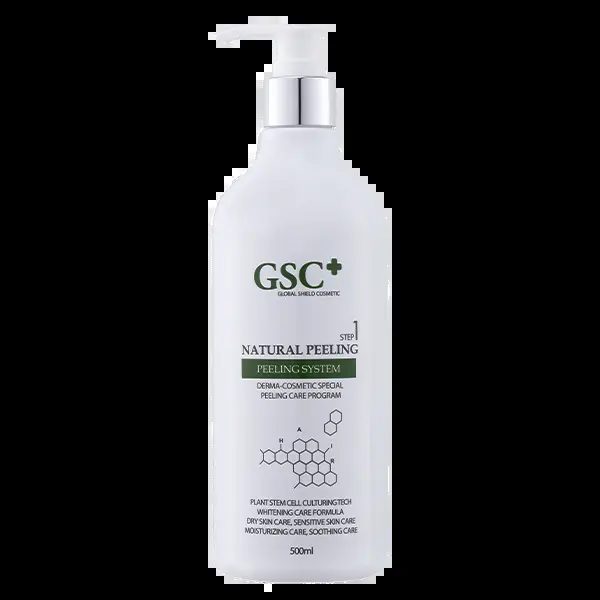 GSC+
GLOBAL SHIELD COSMETIC
STEP 1
NATURAL PEELING
PEELING SYSTEM
DERMA-COSMETIC SPECIAL
PEELING CARE PROGRAM
A
H I
R
PLANT STEM CELL CULTURING TECH
WHITENING CARE FORMULA
DRY SKIN CARE, SENSITIVE SKIN CARE
MOISTURIZING CARE, SOOTHING CARE
500ml